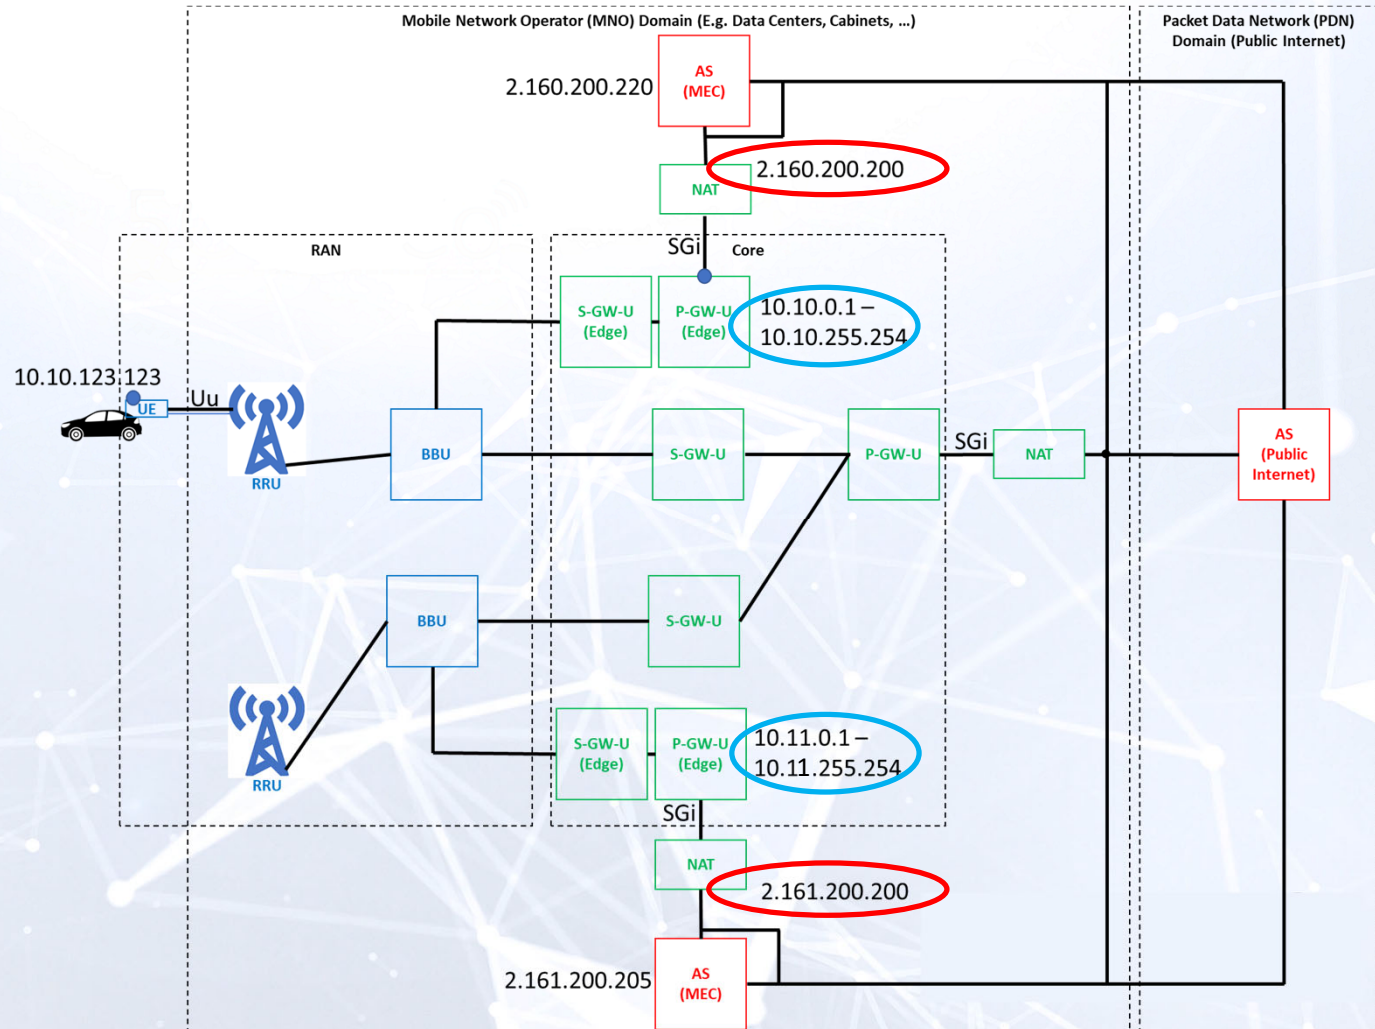 Mobile Network Operator (MNO) Domain (E.g. Data Centers, Cabinets, ...)
Packet Data Network (PDN)
Domain (Public Internet)
AS
(MEC)
2.160.200.220
2.160.200.200
NAT
SGi
RAN
Core
S-GW-U
(Edge)
P-GW-U
(Edge)
10.10.0.1 –
10.10.255.254
10.10.123.123
UE
Uu
RRU
BBU
S-GW-U
P-GW-U
SGi
NAT
AS
(Public
Internet)
BBU
S-GW-U
RRU
S-GW-U
(Edge)
P-GW-U
(Edge)
10.11.0.1 –
10.11.255.254
SGi
NAT
2.161.200.200
2.161.200.205
AS
(MEC)